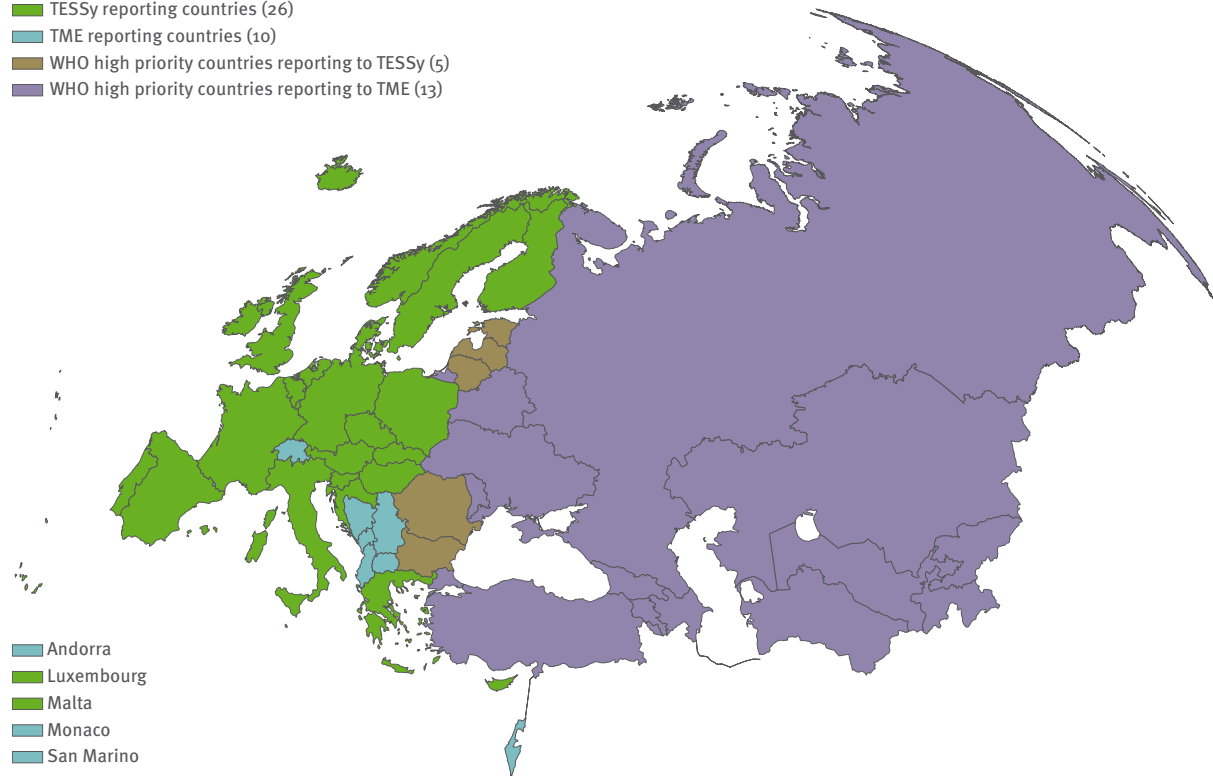 TESSy reporting countries (26)
TME reporting countries (10)
WHO high priority countries reporting to TESSy (5)
WHO high priority countries reporting to TME (13)
Andorra
Luxembourg
Malta
Monaco
San Marino